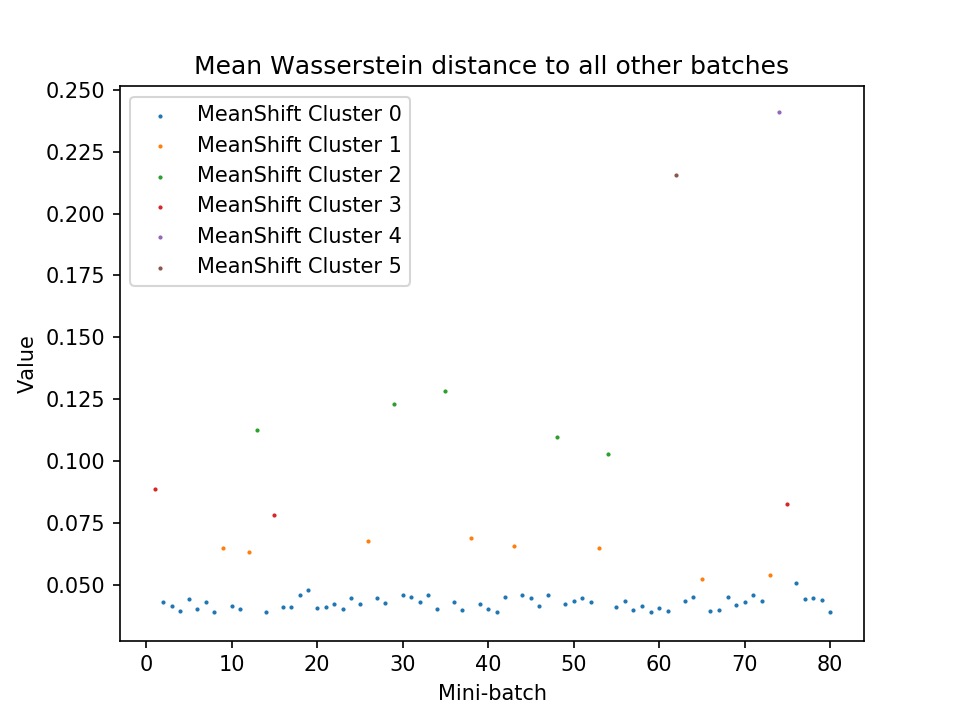 Mean Wasserstein distance to all other batches
0.250
0.225
0.200
0.175
0.150
0.125
0.100
0.075
0.050
Value
MeanShift Cluster 0
MeanShift Cluster 1
MeanShift Cluster 2
MeanShift Cluster 3
MeanShift Cluster 4
MeanShift Cluster 5
0 10 20 30 40 50 60 70 80
Mini-batch